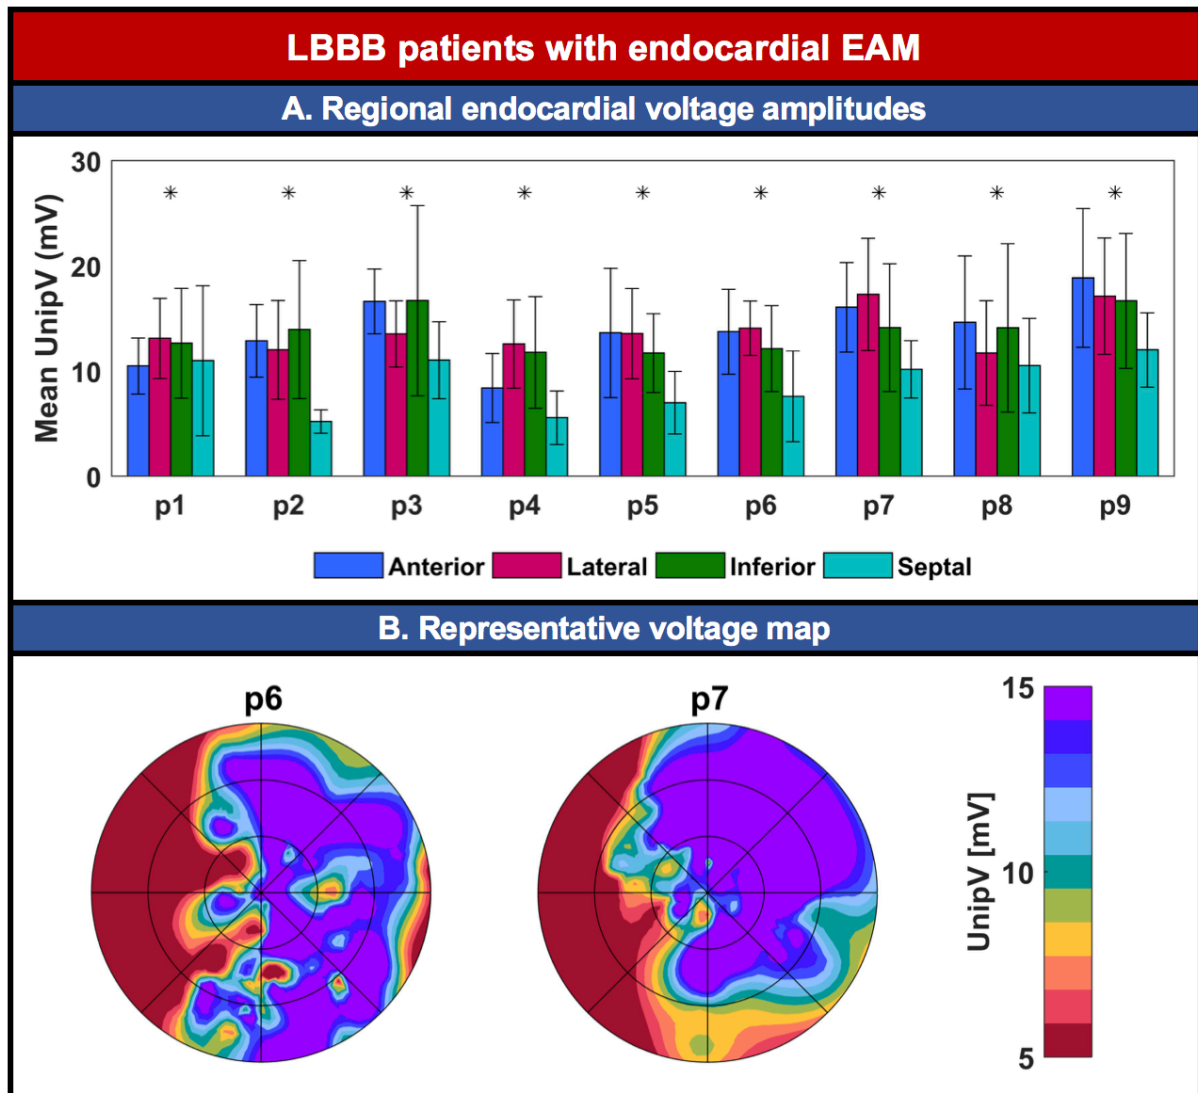 LBBB patients with endocardial EAM
A. Regional endocardial voltage amplitudes
Mean UnipV (mV)
30
20
10
0
* * * * * * * * *
p1 p2 p3 p4 p5 p6 p7 p8 p9
Anterior Lateral Inferior Septal
B. Representative voltage map
p6 p7
UnipV [mV]
15
10
5